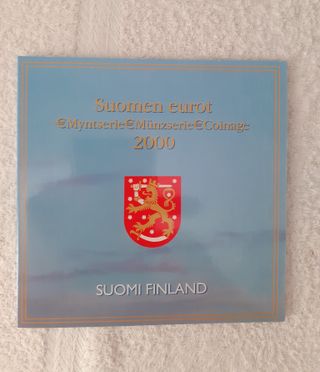 Suomen eurot
€Myntserie€Münzserie€Coinage
2000
SUOMI FINLAND